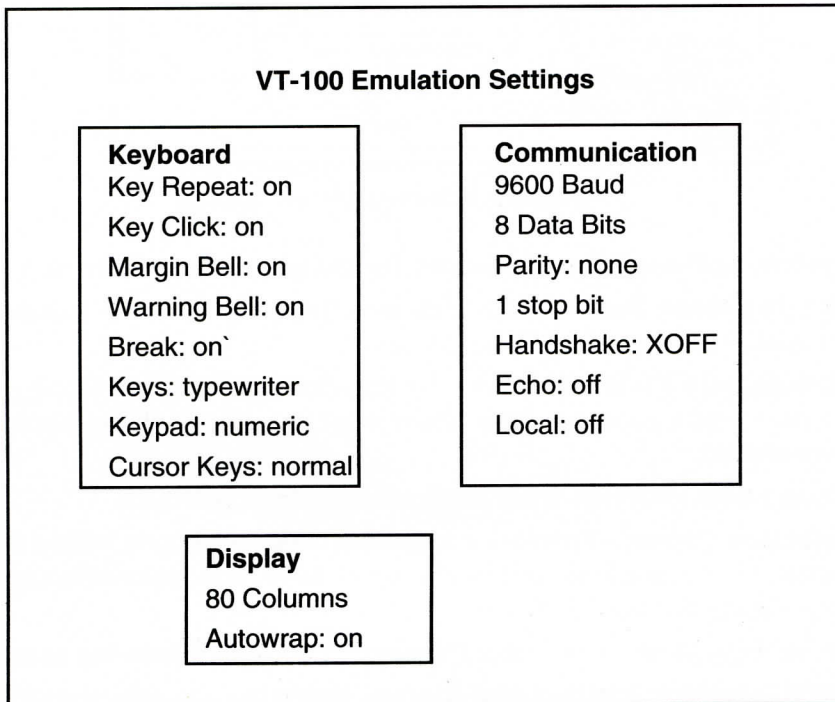 VT-100 Emulation Settings
Keyboard
Key Repeat: on
Key Click: on
Margin Bell: on
Warning Bell: on
Break: on`
Keys: typewriter
Keypad: numeric
Cursor Keys: normal
Communication
9600 Baud
8 Data Bits
Parity: none
1 stop bit
Handshake: XOFF
Echo: off
Local: off
Display
80 Columns
Autowrap: on